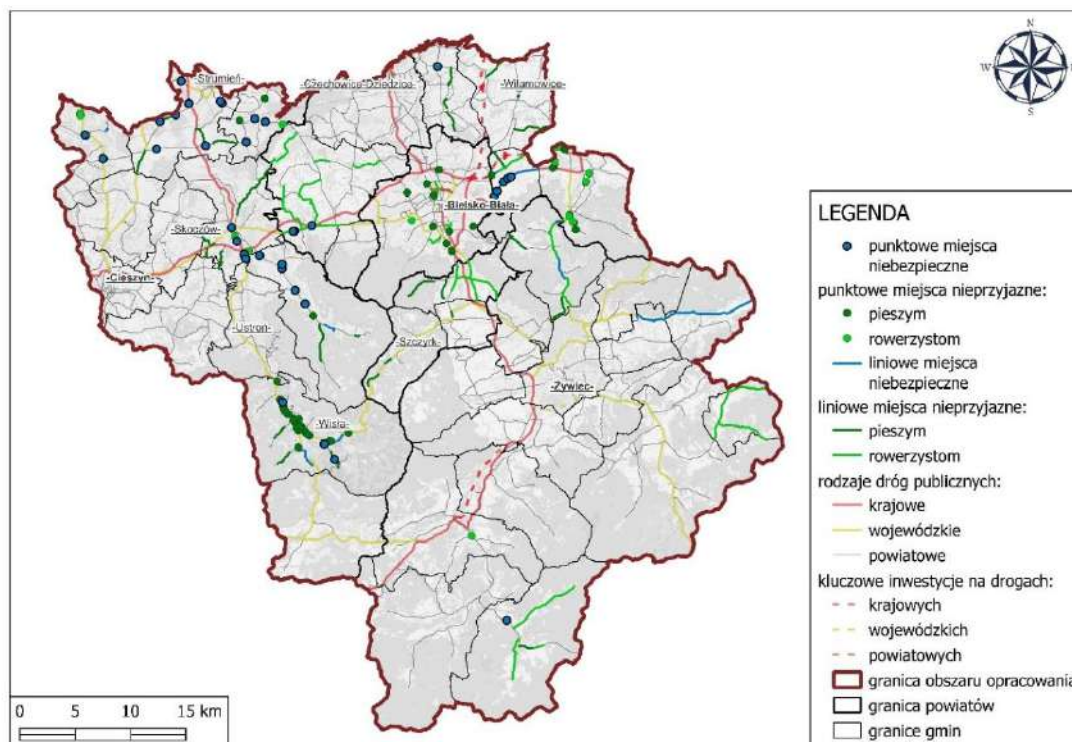 N
W
S
-Strumień-
-Czechowice-Dziedzice-
-Wilamowice-
-Bielsko-Biała-
-Skoczów-
-Cieszyn-
-Ustroń-
-Szczyrk-
-Żywiec-
-Wisła-
LEGENDA
punktowe miejsca
niebezpieczne
punktowe miejsca nieprzyjazne:
pieszym
rowerzystom
liniowe miejsca
niebezpieczne
liniowe miejsca nieprzyjazne:
pieszym
rowerzystom
rodzaje dróg publicznych:
krajowe
wojewódzkie
powiatowe
kluczowe inwestycje na drogach:
krajowych
wojewódzkich
powiatowych
granica obszaru opracowania
granica powiatów
granice gmin
0 5 10 15 km